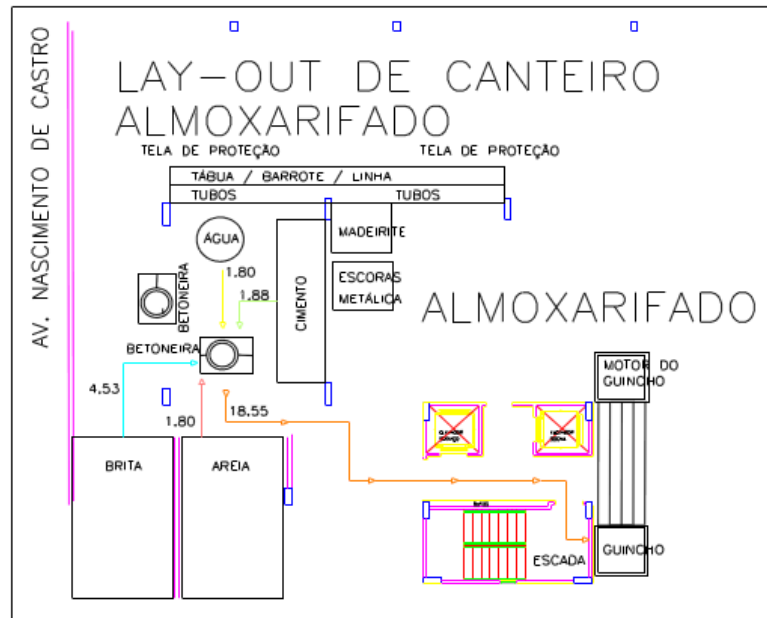 AV. NASCIMENTO DE CASTRO
LAY-OUT DE CANTEIRO
ALMOXARIFADO
TELA DE PROTEÇÃO
TELA DE PROTEÇÃO
TÁBUA / BARROTE / LINHA
TUBOS
TUBOS
ÁGUA
MADEIRITE
BETONEIRA
1.80
ESCORAS
METÁLICA
1.88
CIMENTO
ALMOXARIFADO
BETONEIRA
MOTOR DO
GUINCHO
4.53
1.80
18.55
BRITA
AREIA
ESCADA
GUINCHO